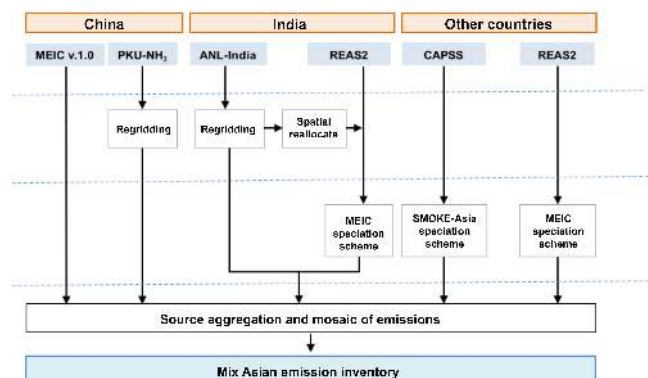 China
India
Other countries
MEIC v.1.0
PKU-NH₃
ANL-India
REAS2
CAPSS
REAS2
Regridding
Regridding
Spatial
reallocate
MEIC
speciation
scheme
SMOKE-Asia
speciation
scheme
MEIC
speciation
scheme
Source aggregation and mosaic of emissions
Mix Asian emission inventory